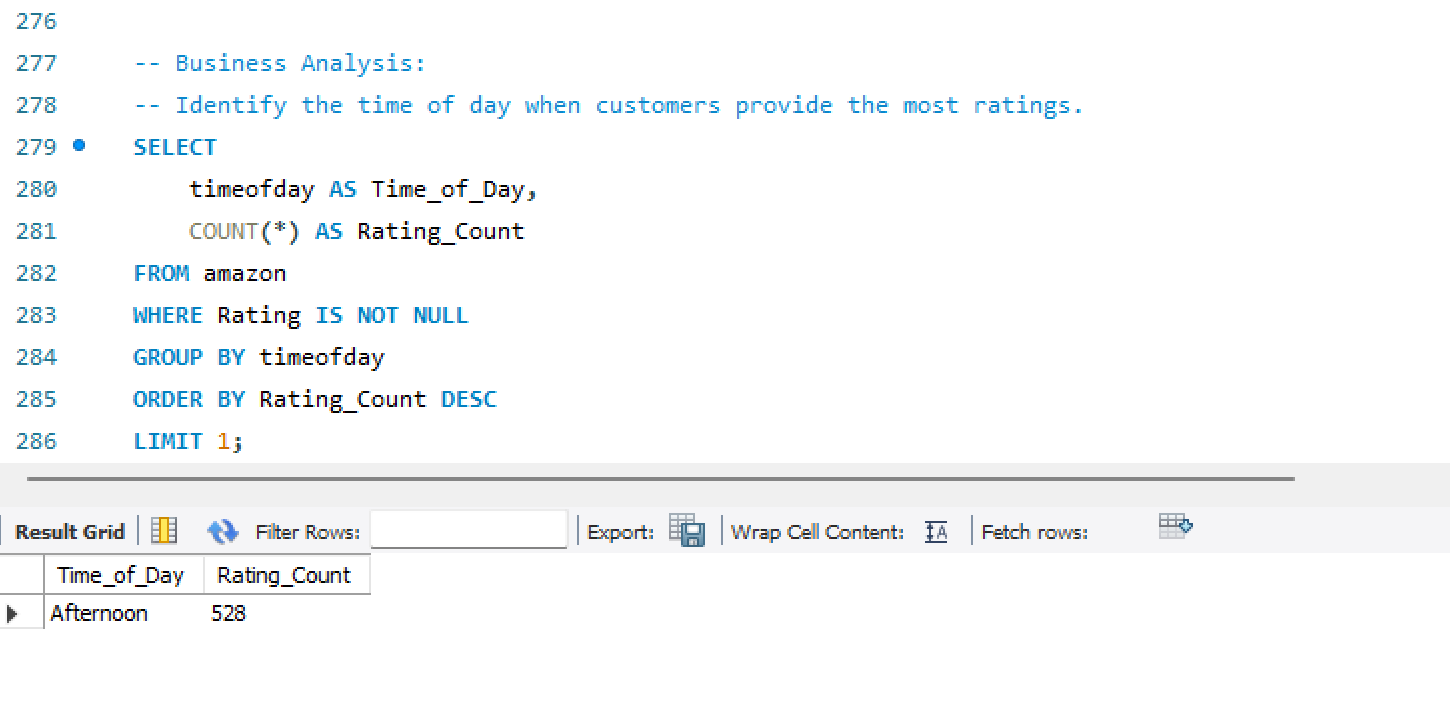 276
277 -- Business Analysis:
278 -- Identify the time of day when customers provide the most ratings.
279 SELECT
280 timeofday AS Time_of_Day,
281 COUNT(*) AS Rating_Count
282 FROM amazon
283 WHERE Rating IS NOT NULL
284 GROUP BY timeofday
285 ORDER BY Rating_Count DESC
286 LIMIT 1;
Result Grid Filter Rows: Export: Wrap Cell Content: Fetch rows:
Time_of_Day Rating_Count
Afternoon 528